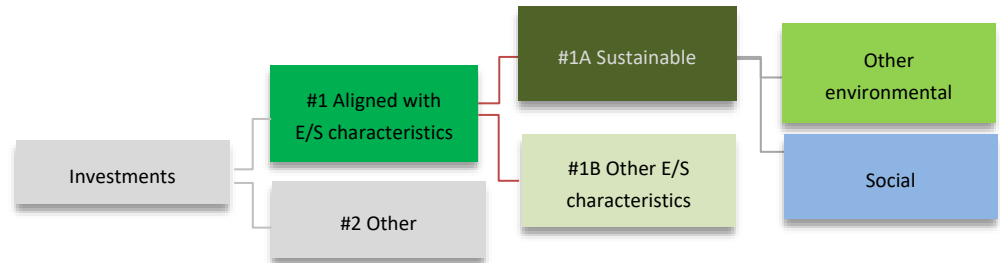 Investments
#1 Aligned with
E/S characteristics
#2 Other
#1A Sustainable
#1B Other E/S
characteristics
Other
environmental
Social